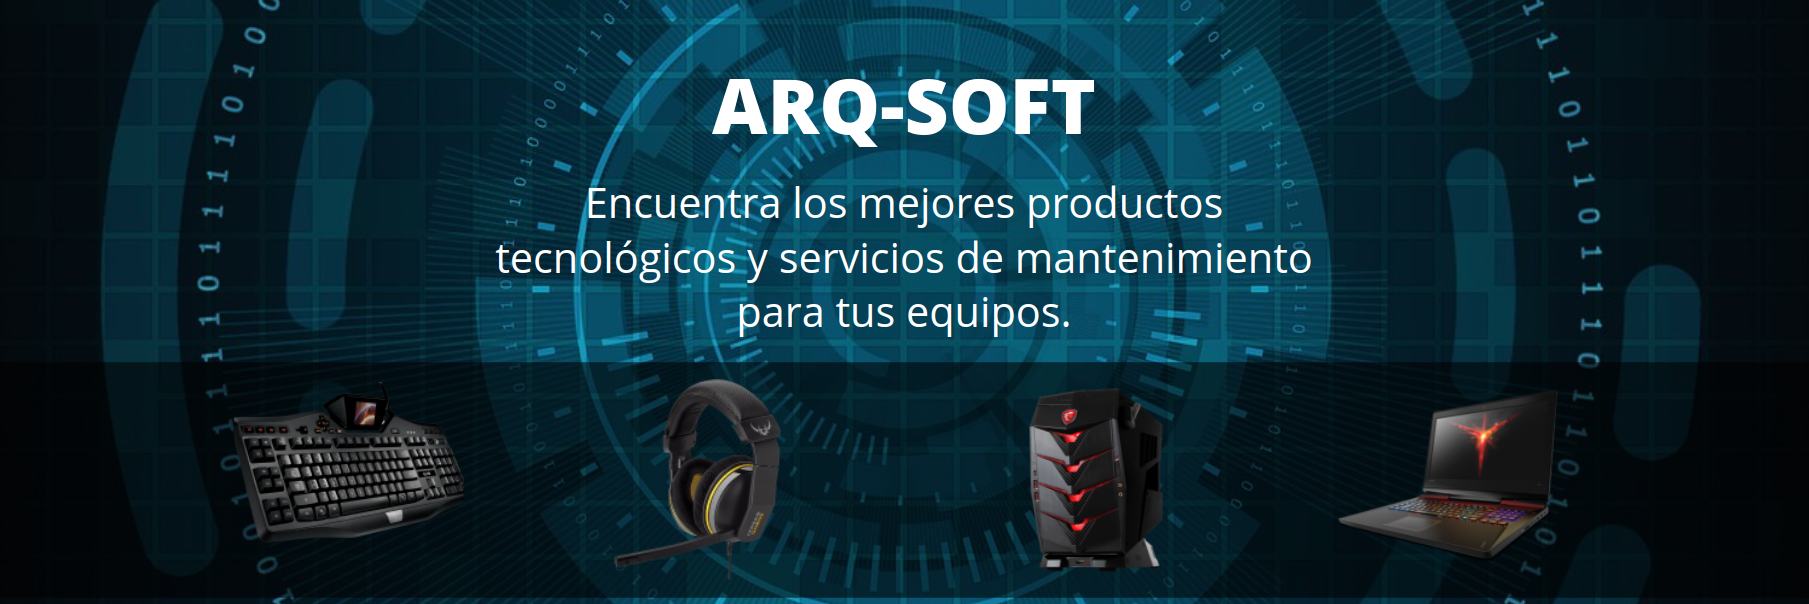 ARQ-SOFT
Encuentra los mejores productos
tecnológicos y servicios de mantenimiento
para tus equipos.